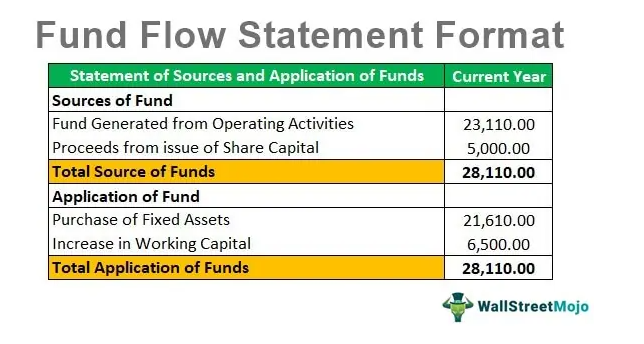 Fund Flow Statement Format
Statement of Sources and Application of Funds Current Year
Sources of Fund
Fund Generated from Operating Activities 23,110.00
Proceeds from issue of Share Capital 5,000.00
Total Source of Funds 28,110.00
Application of Fund
Purchase of Fixed Assets 21,610.00
Increase in Working Capital 6,500.00
Total Application of Funds 28,110.00
WallStreetMojo